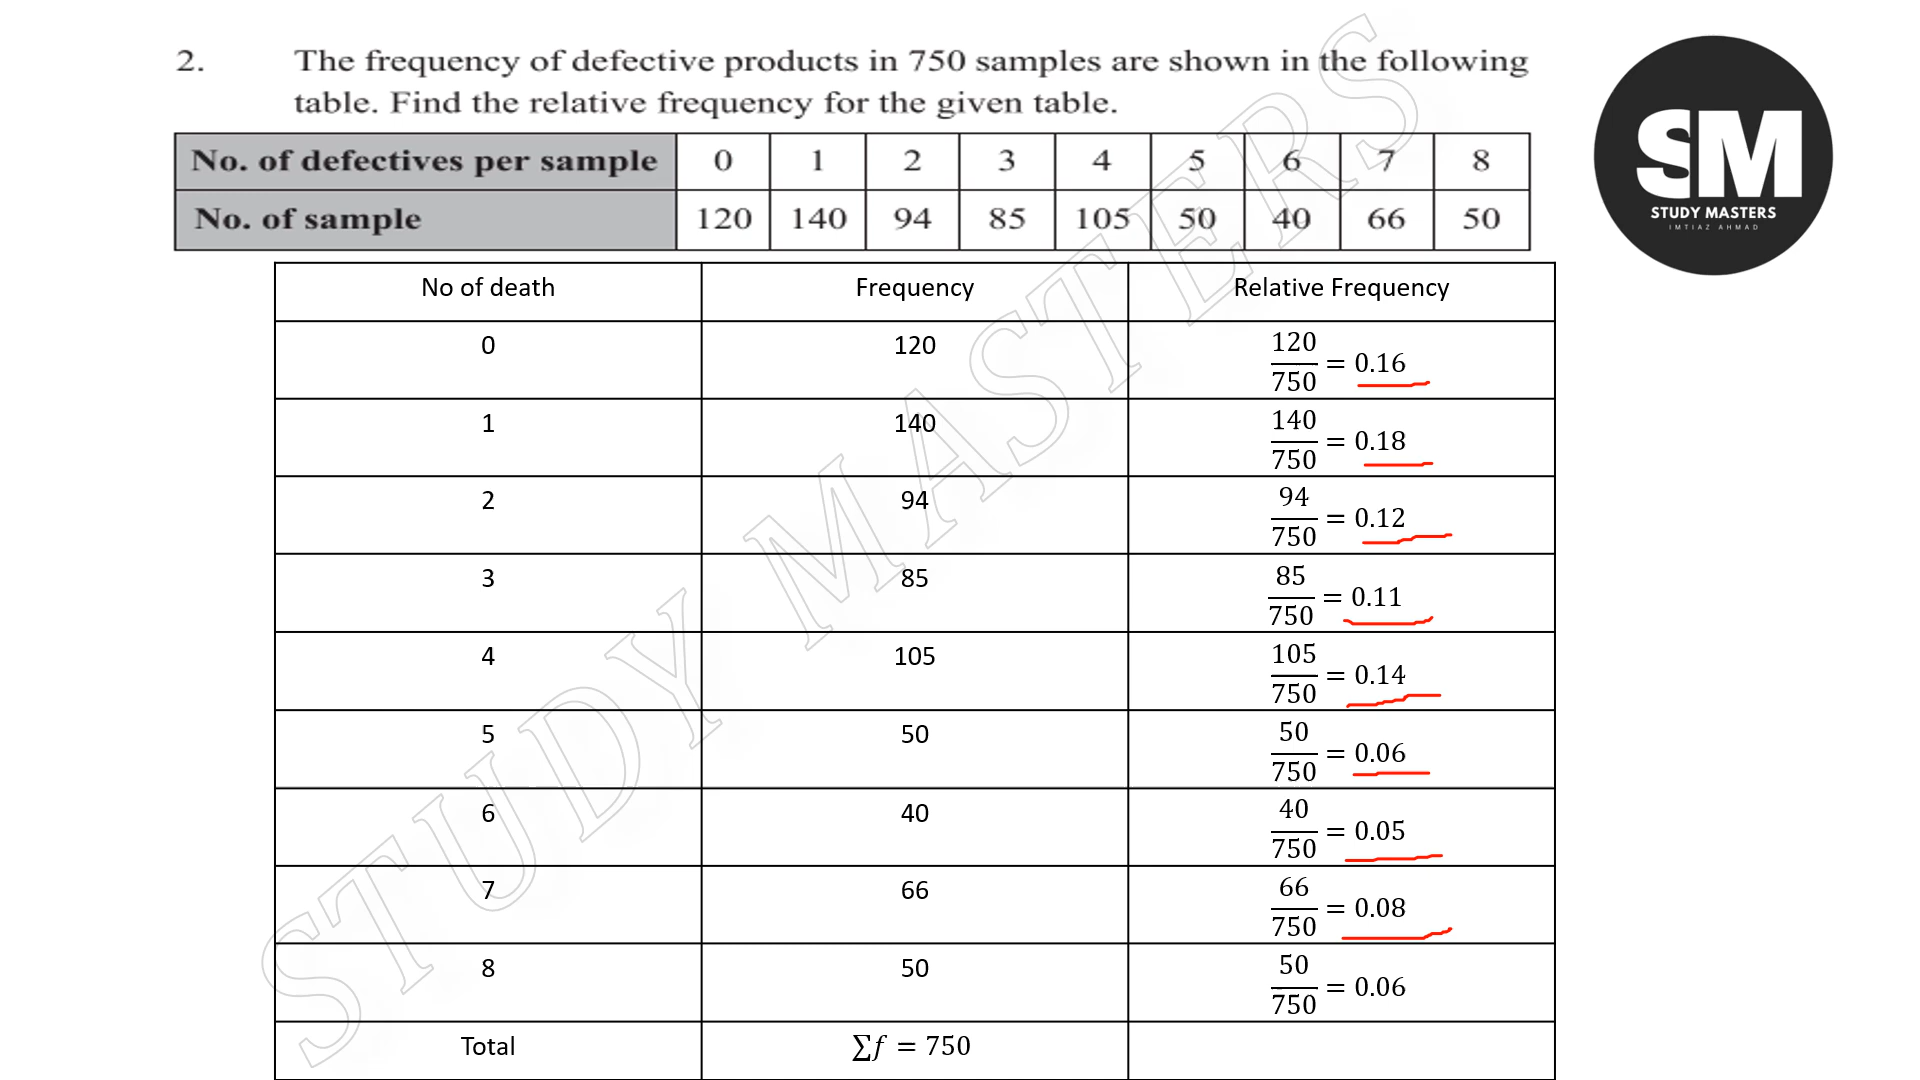 2. The frequency of defective products in 750 samples are shown in the following
table. Find the relative frequency for the given table.
No. of defectives per sample 0 1 2 3 4 5 6 7 8
No. of sample 120 140 94 85 105 50 40 66 50
SM
STUDY MASTERS
IMTIAZ AHMAD
No of death Frequency Relative Frequency
0 120 120/750 = 0.16
1 140 140/750 = 0.18
2 94 94/750 = 0.12
3 85 85/750 = 0.11
4 105 105/750 = 0.14
5 50 50/750 = 0.06
6 40 40/750 = 0.05
7 66 66/750 = 0.08
8 50 50/750 = 0.06
Total ∑f = 750
STUDY MASTERS